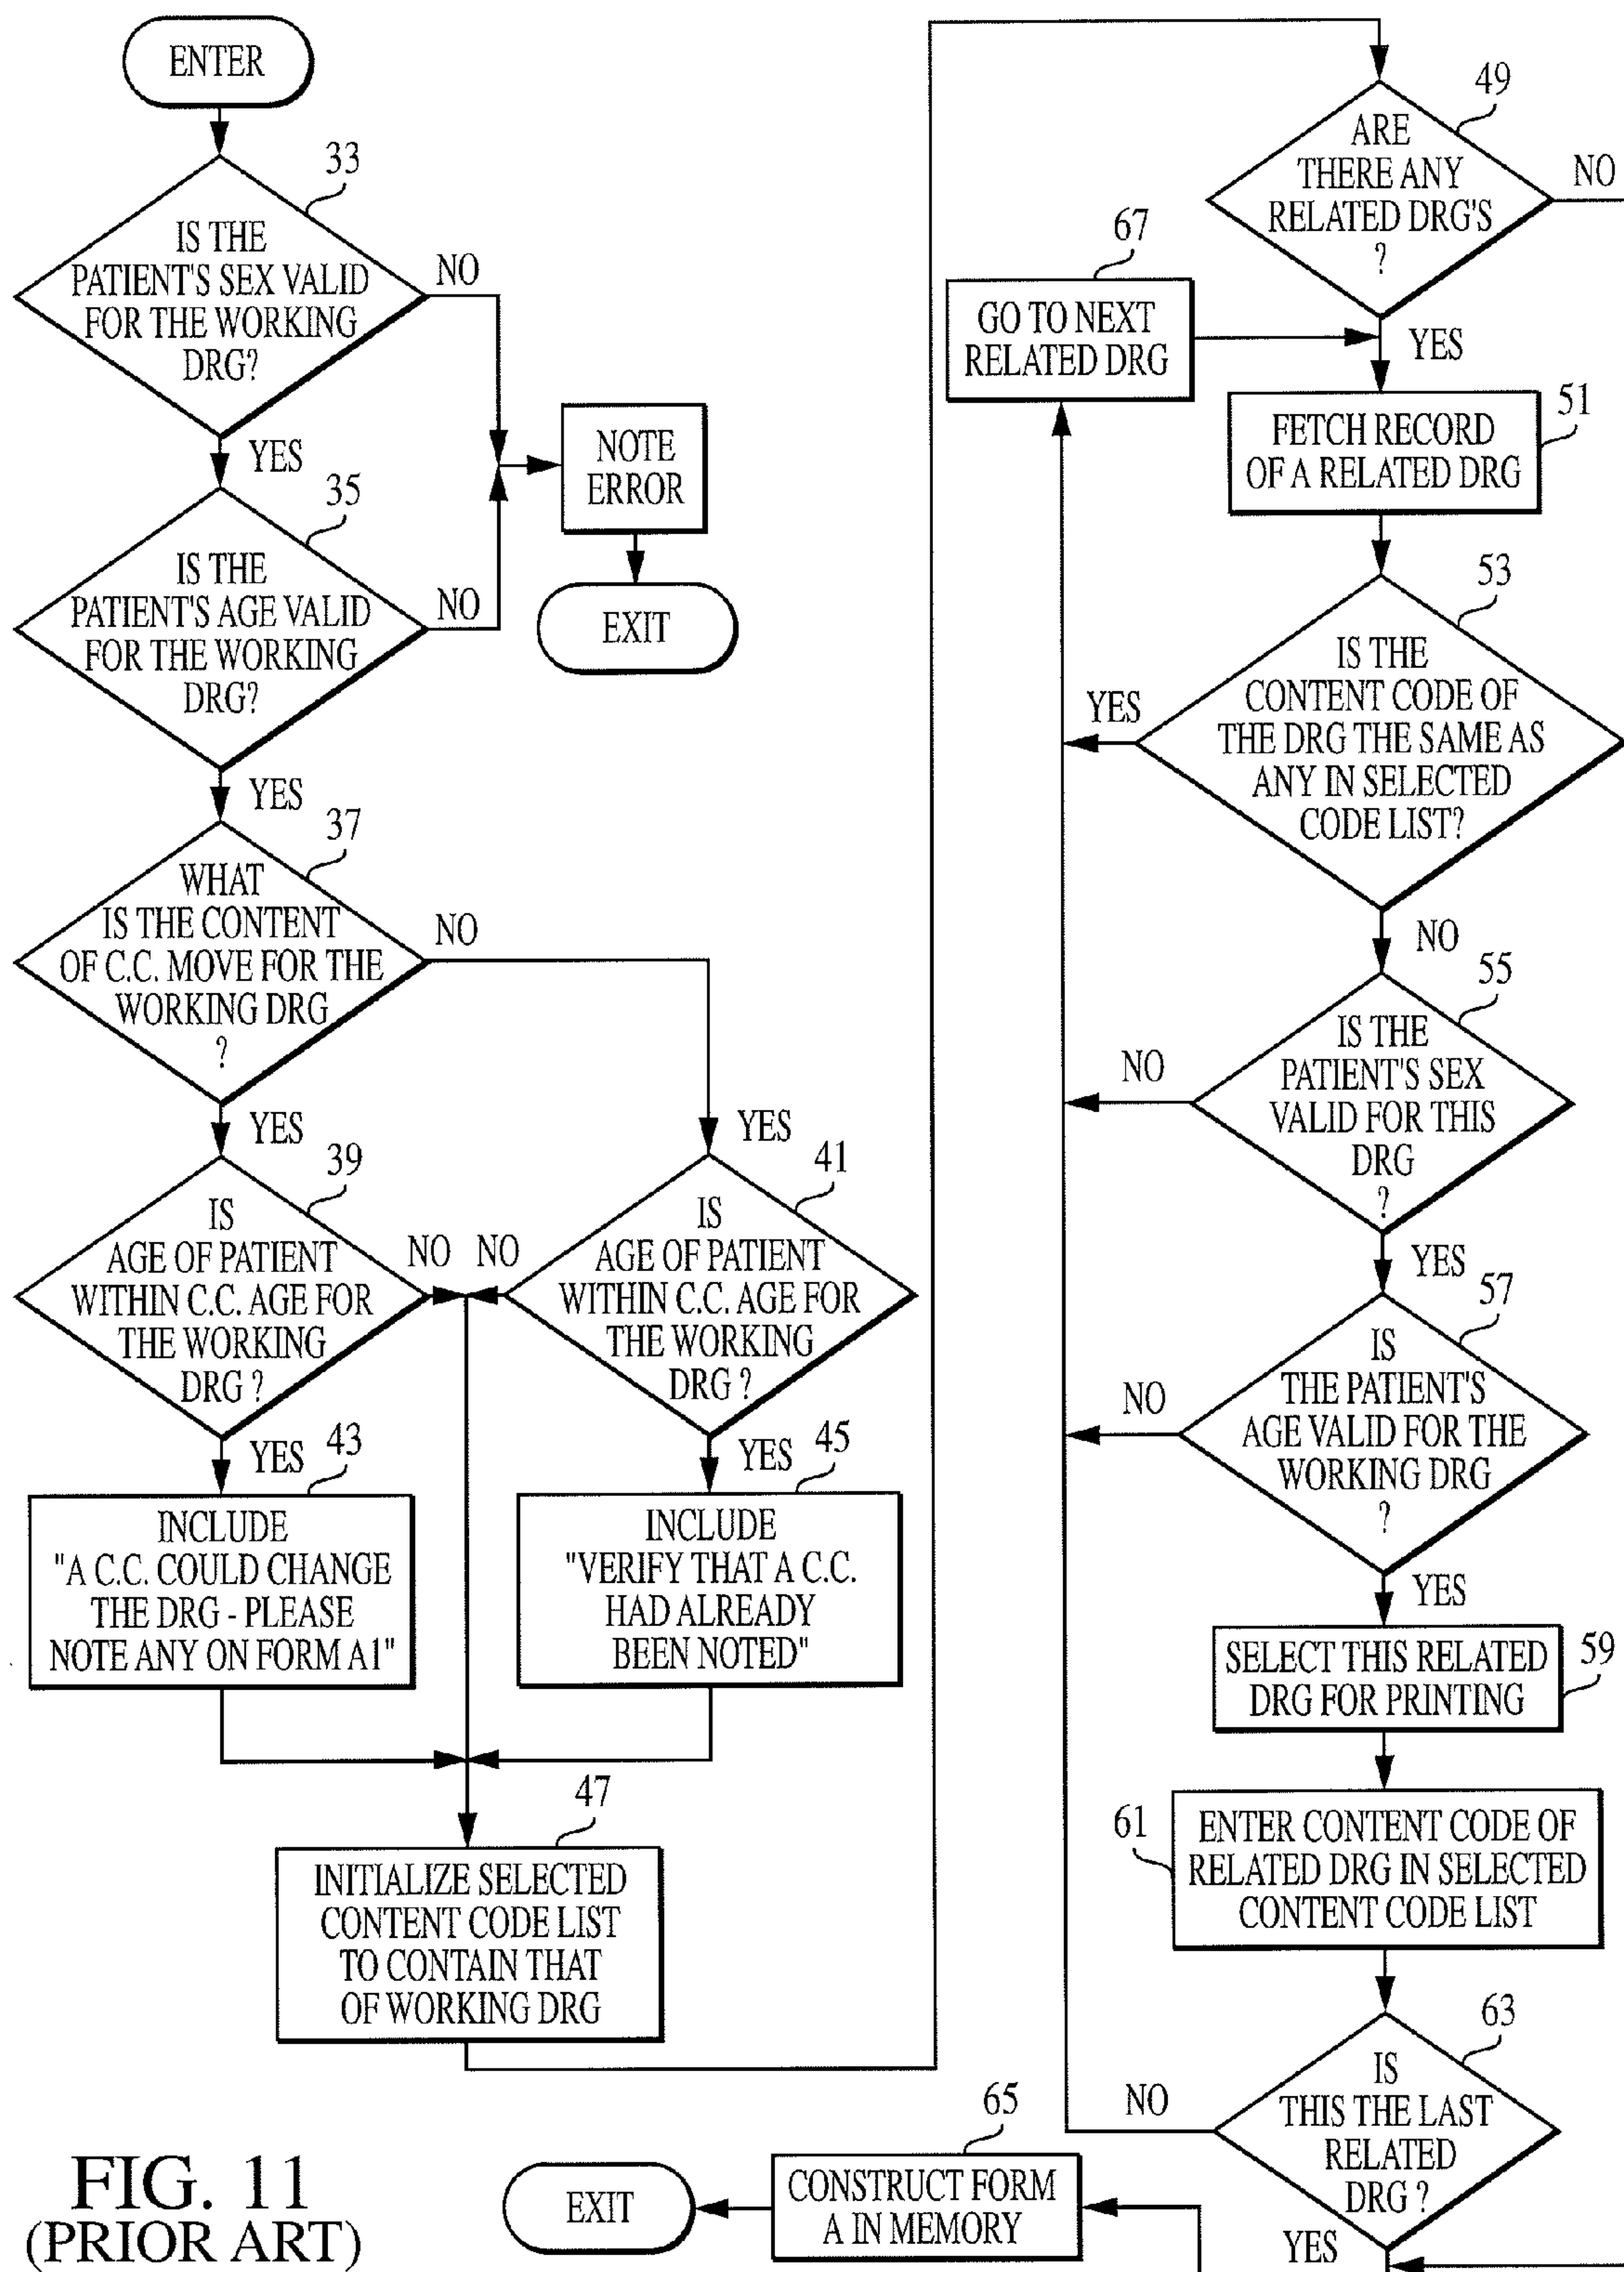 ENTER
33
IS THE
PATIENT'S SEX VALID
FOR THE WORKING
DRG?
NO
YES
NOTE
ERROR
EXIT
35
IS THE
PATIENT'S AGE VALID
FOR THE WORKING
DRG?
NO
YES
37
WHAT
IS THE CONTENT
OF C.C. MOVE FOR THE
WORKING DRG
?
NO
YES
YES
39
IS
AGE OF PATIENT
WITHIN C.C. AGE FOR
THE WORKING
DRG ?
NO
NO
41
IS
AGE OF PATIENT
WITHIN C.C. AGE FOR
THE WORKING
DRG ?
YES
43
INCLUDE
"A C.C. COULD CHANGE
THE DRG - PLEASE
NOTE ANY ON FORM A1"
YES
45
INCLUDE
"VERIFY THAT A C.C.
HAD ALREADY
BEEN NOTED"
47
INITIALIZE SELECTED
CONTENT CODE LIST
TO CONTAIN THAT
OF WORKING DRG
49
ARE
THERE ANY
RELATED DRG'S
?
NO
YES
67
GO TO NEXT
RELATED DRG
51
FETCH RECORD
OF A RELATED DRG
53
IS THE
CONTENT CODE OF
THE DRG THE SAME AS
ANY IN SELECTED
CODE LIST?
YES
NO
55
IS THE
PATIENT'S SEX
VALID FOR THIS
DRG
?
NO
YES
57
IS
THE PATIENT'S
AGE VALID FOR THE
WORKING DRG
?
NO
YES
59
SELECT THIS RELATED
DRG FOR PRINTING
61
ENTER CONTENT CODE OF
RELATED DRG IN SELECTED
CONTENT CODE LIST
63
IS
THIS THE LAST
RELATED
DRG ?
NO
YES
65
CONSTRUCT FORM
A IN MEMORY
EXIT
FIG. 11
(PRIOR ART)